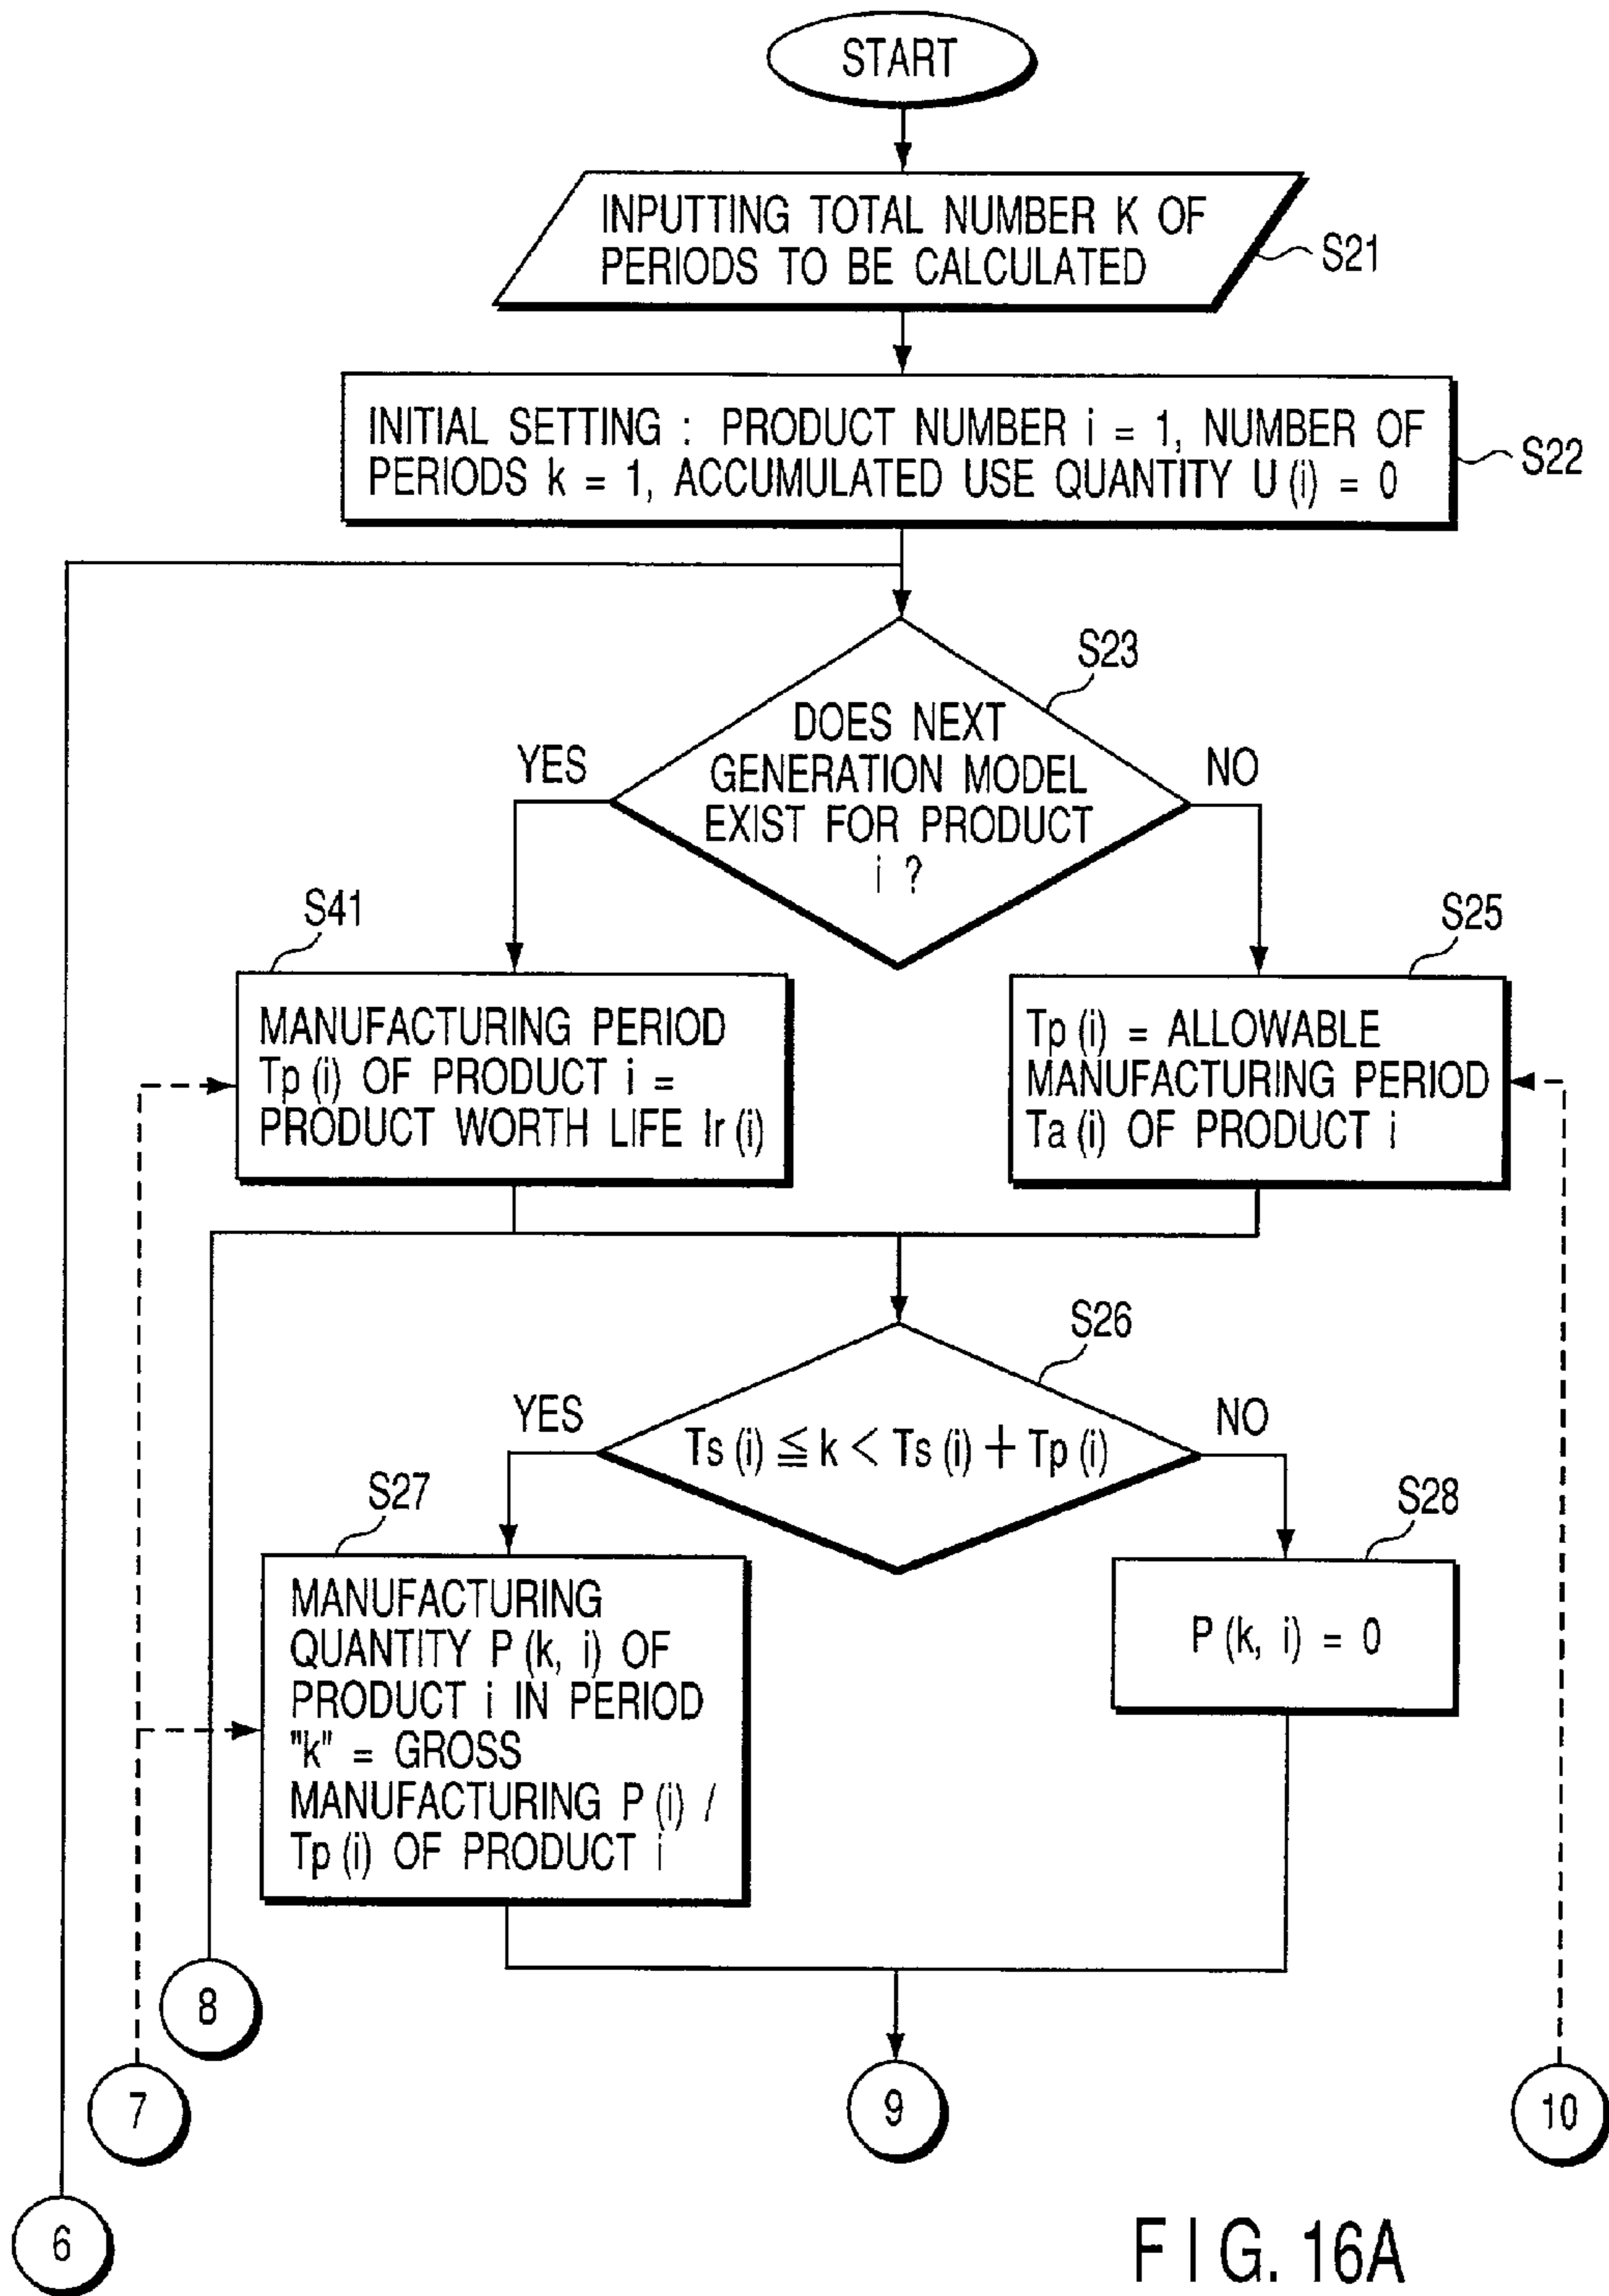 START
INPUTTING TOTAL NUMBER K OF
PERIODS TO BE CALCULATED
S21
INITIAL SETTING : PRODUCT NUMBER i = 1, NUMBER OF
PERIODS k = 1, ACCUMULATED USE QUANTITY U (i) = 0
S22
S23
DOES NEXT
GENERATION MODEL
EXIST FOR PRODUCT
i ?
YES
NO
S41
MANUFACTURING PERIOD
Tp (i) OF PRODUCT i =
PRODUCT WORTH LIFE lr (i)
S25
Tp (i) = ALLOWABLE
MANUFACTURING PERIOD
Ta (i) OF PRODUCT i
S26
YES
Ts (i) ≦ k < Ts (i) + Tp (i)
NO
S27
MANUFACTURING
QUANTITY P (k, i) OF
PRODUCT i IN PERIOD
"k" = GROSS
MANUFACTURING P (i) /
Tp (i) OF PRODUCT i
S28
P (k, i) = 0
8
7
9
10
6
F I G. 16A